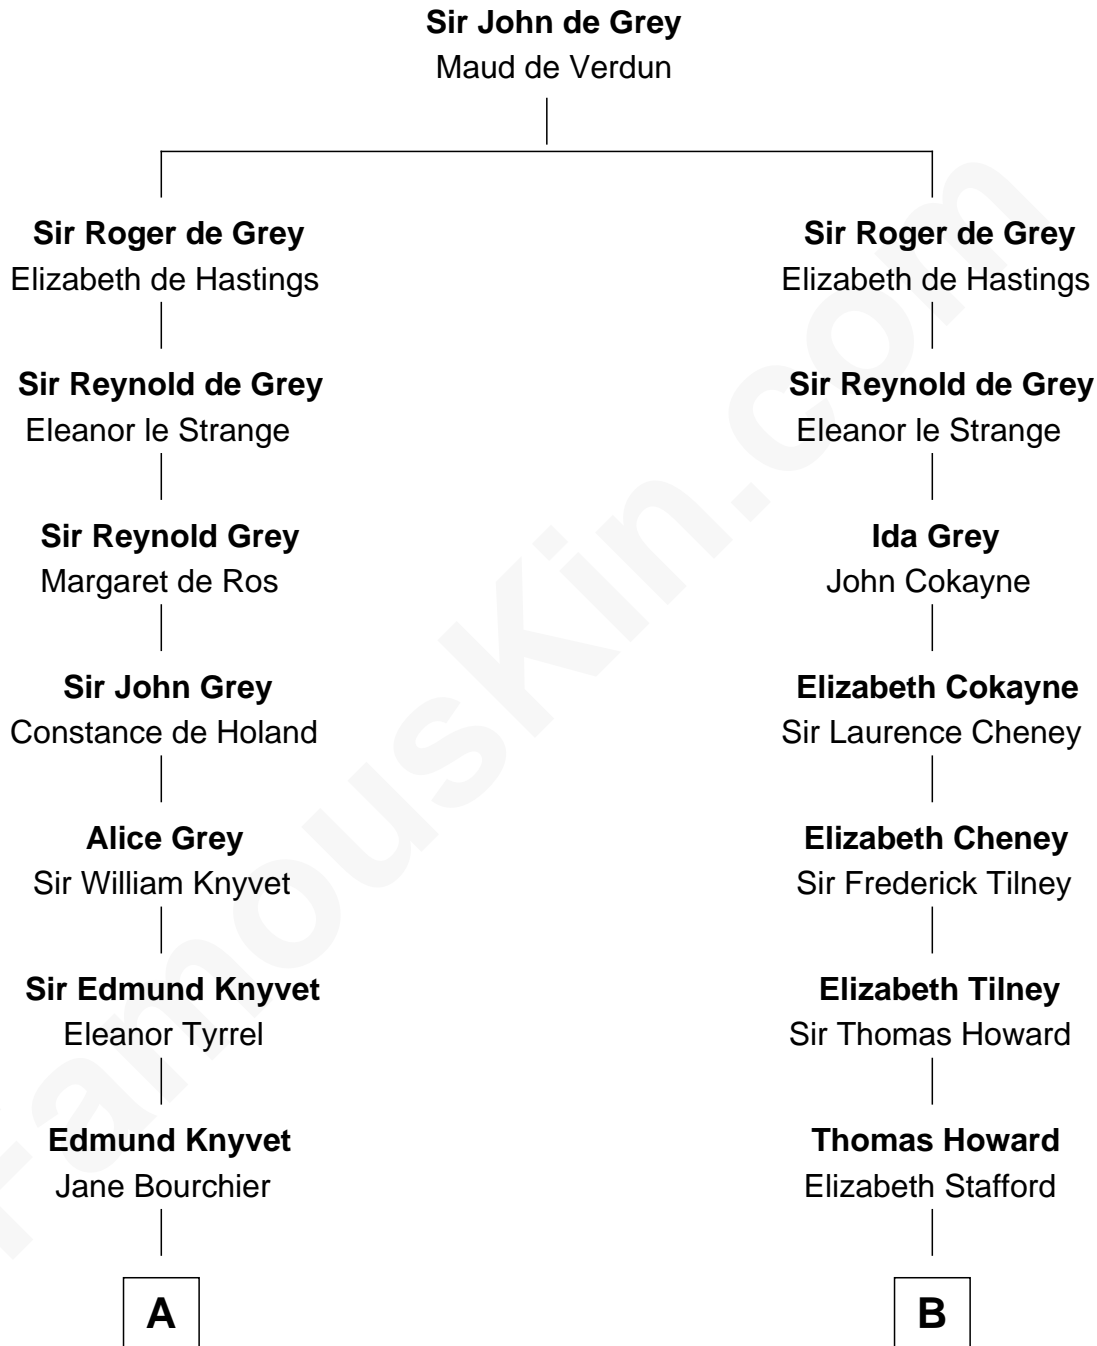 Sir John de Grey
Maud de Verdun
Sir Roger de Grey
Elizabeth de Hastings
Sir Reynold de Grey
Eleanor le Strange
Sir Reynold Grey
Margaret de Ros
Sir John Grey
Constance de Holand
Alice Grey
Sir William Knyvet
Sir Edmund Knyvet
Eleanor Tyrrel
Edmund Knyvet
Jane Bourchier
A
Sir Roger de Grey
Elizabeth de Hastings
Sir Reynold de Grey
Eleanor le Strange
Ida Grey
John Cokayne
Elizabeth Cokayne
Sir Laurence Cheney
Elizabeth Cheney
Sir Frederick Tilney
Elizabeth Tilney
Sir Thomas Howard
Thomas Howard
Elizabeth Stafford
B
FamousKin.com